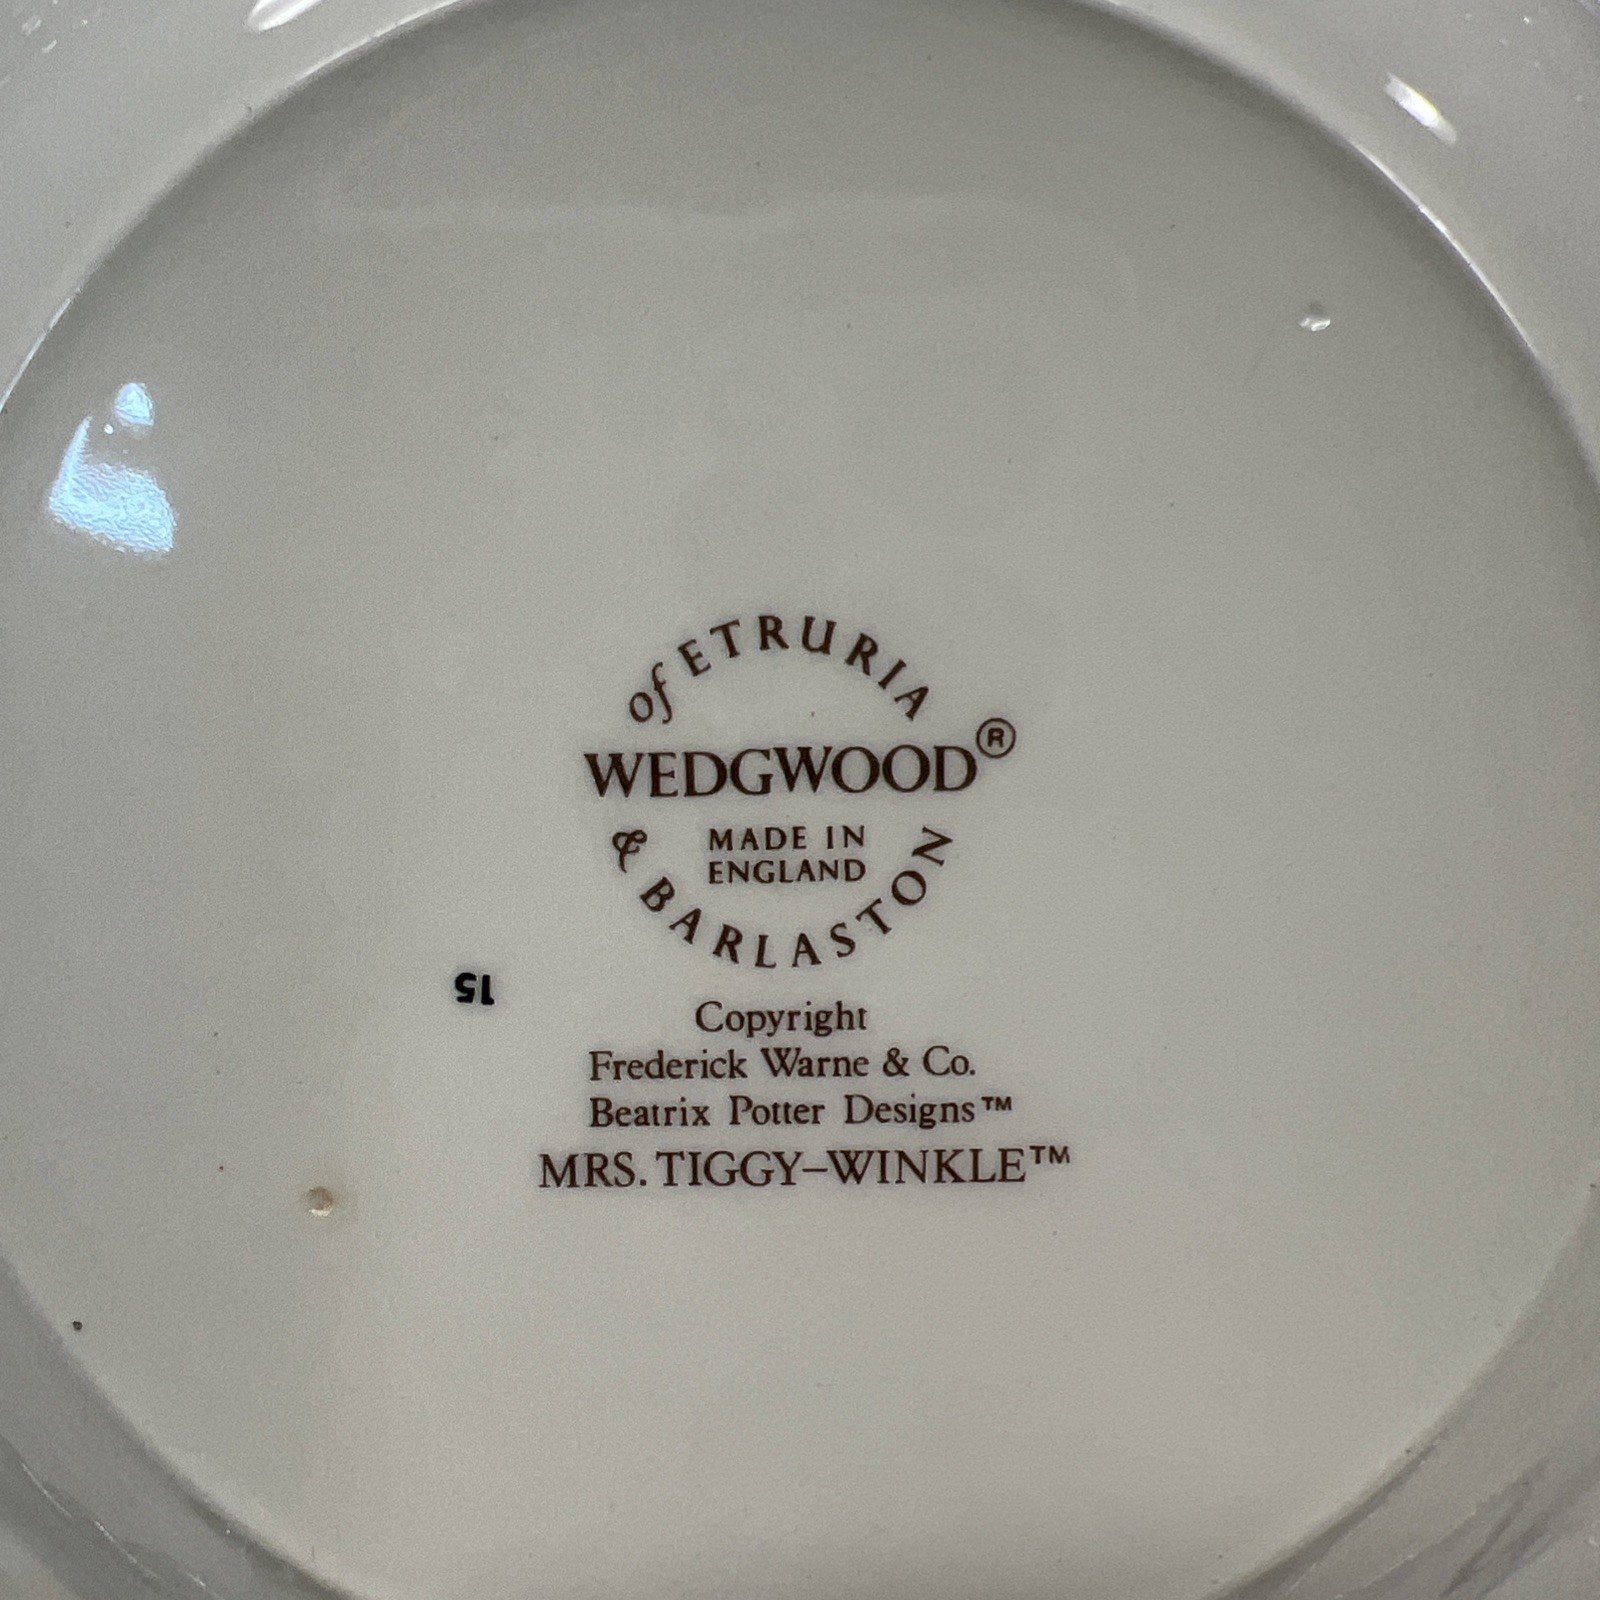 of ETRURIA
WEDGWOOD®
MADE IN
ENGLAND
& BARLASTON
15
Copyright
Frederick Warne & Co.
Beatrix Potter Designs™
MRS. TIGGY–WINKLE™